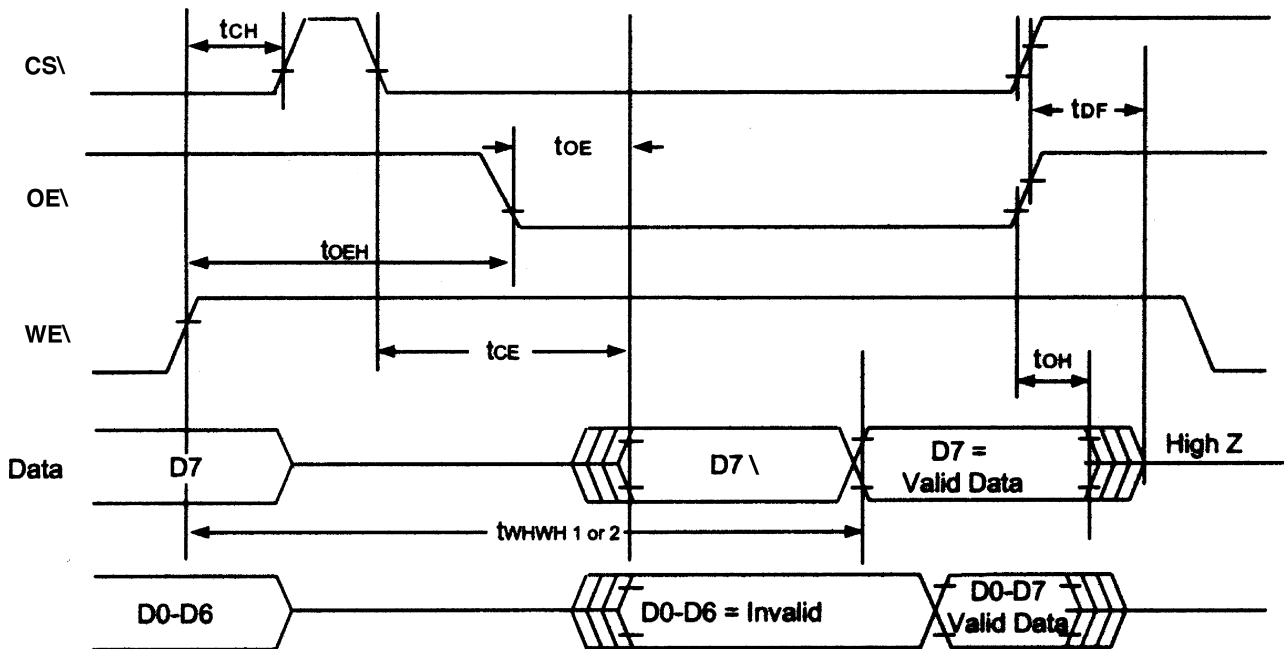 tCH
CS\
tDF
tOE
OE\
tOEH
WE\
tCE
tOH
Data
D7
D7 \
D7 =
Valid Data
High Z
tWHWH 1 or 2
D0-D6
D0-D6 = Invalid
D0-D7
Valid Data